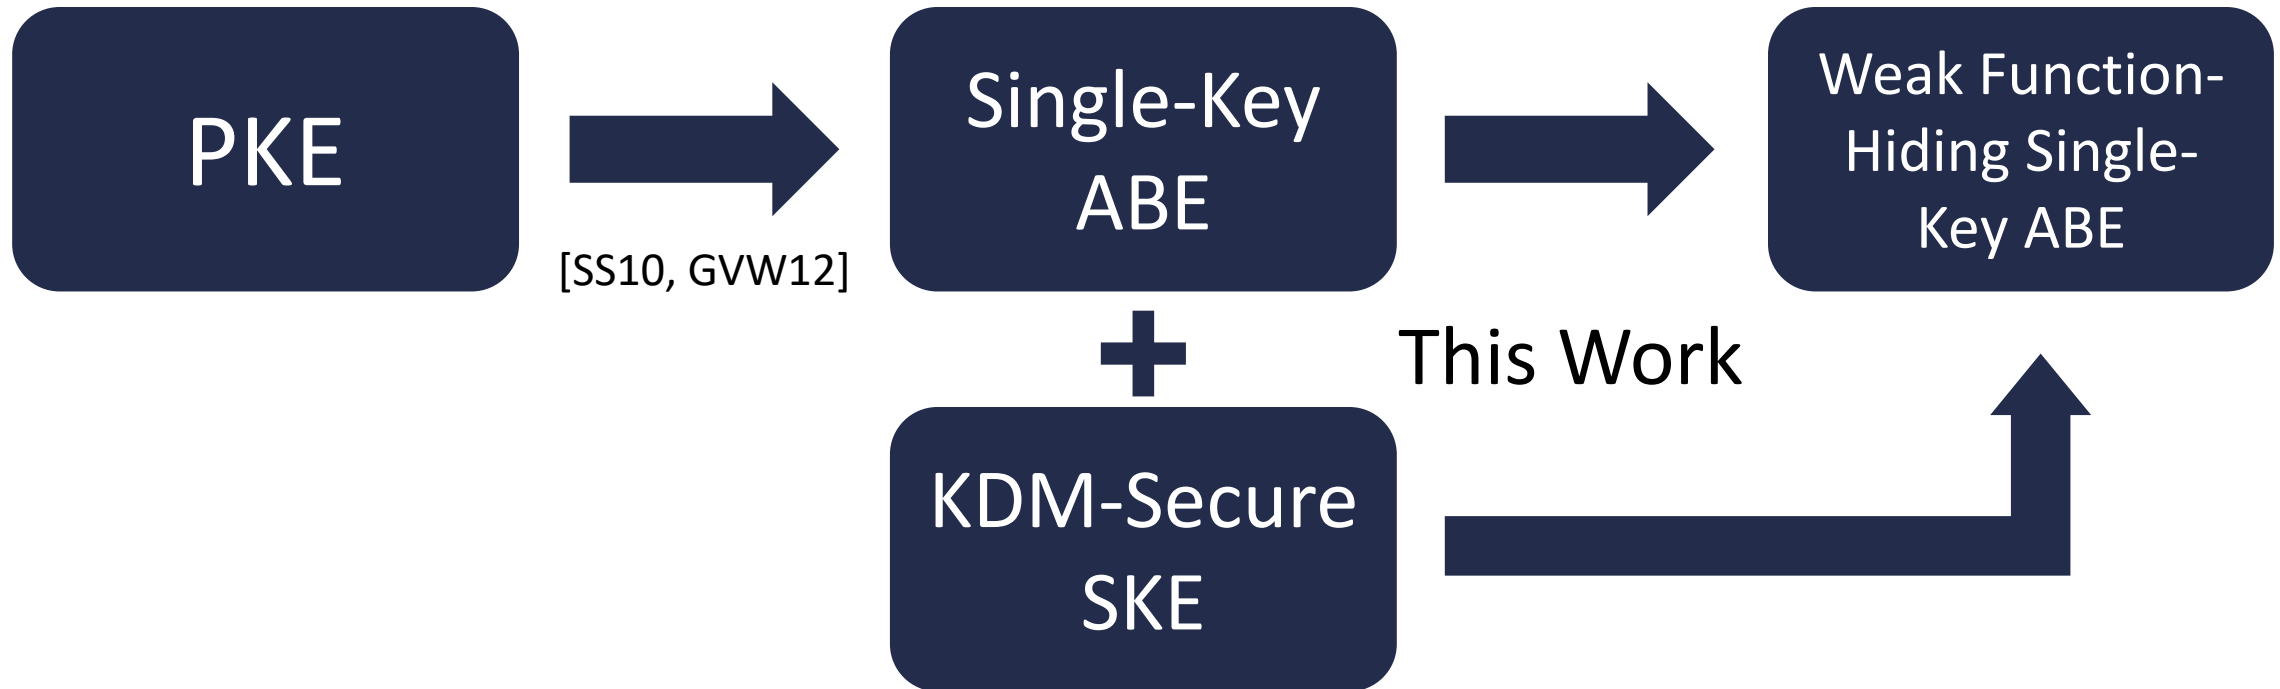 PKE
[SS10, GVW12]
Single-Key
ABE
Weak Function-
Hiding Single-
Key ABE
This Work
KDM-Secure
SKE